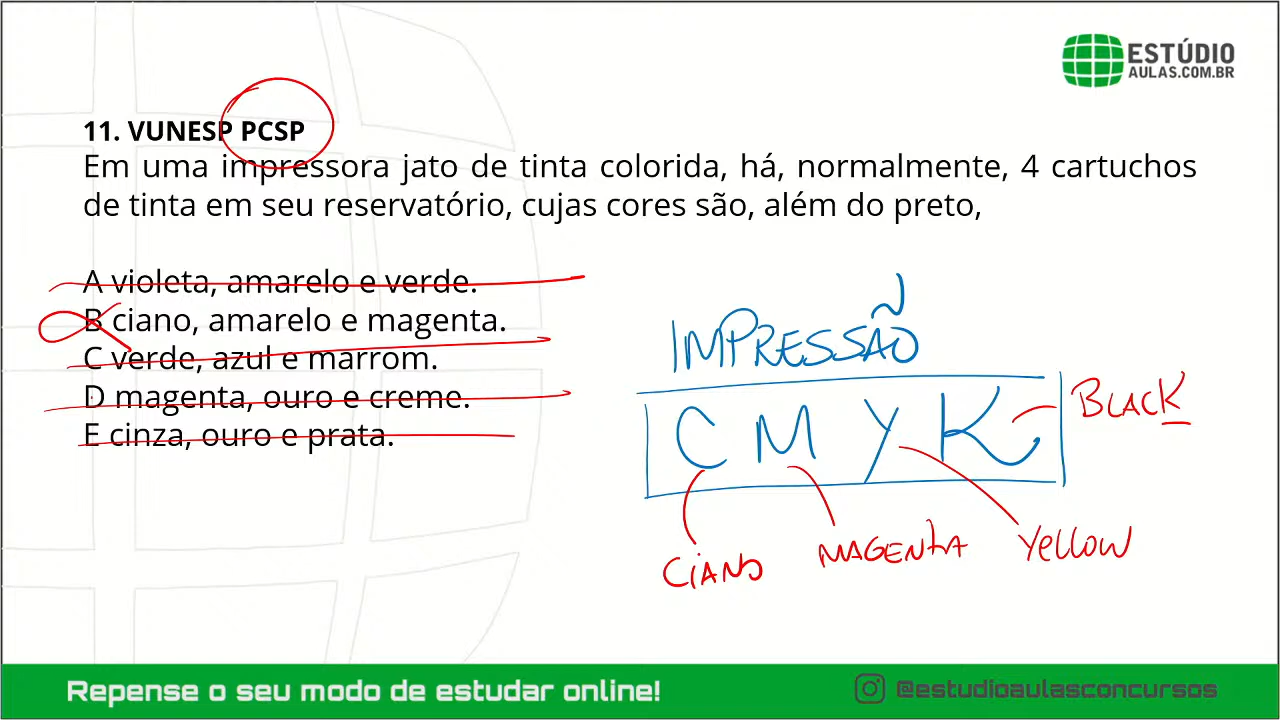 ESTÚDIO
AULAS.COM.BR
11. VUNESP PCSP
Em uma impressora jato de tinta colorida, há, normalmente, 4 cartuchos
de tinta em seu reservatório, cujas cores são, além do preto,
A violeta, amarelo e verde.
B ciano, amarelo e magenta.
C verde, azul e marrom.
D magenta, ouro e creme.
E cinza, ouro e prata.
IMPRESSÃO
C M Y K
BLACK
CIANO
MAGENTA
YELLOW
Repense o seu modo de estudar online!
@estudioaulasconcursos